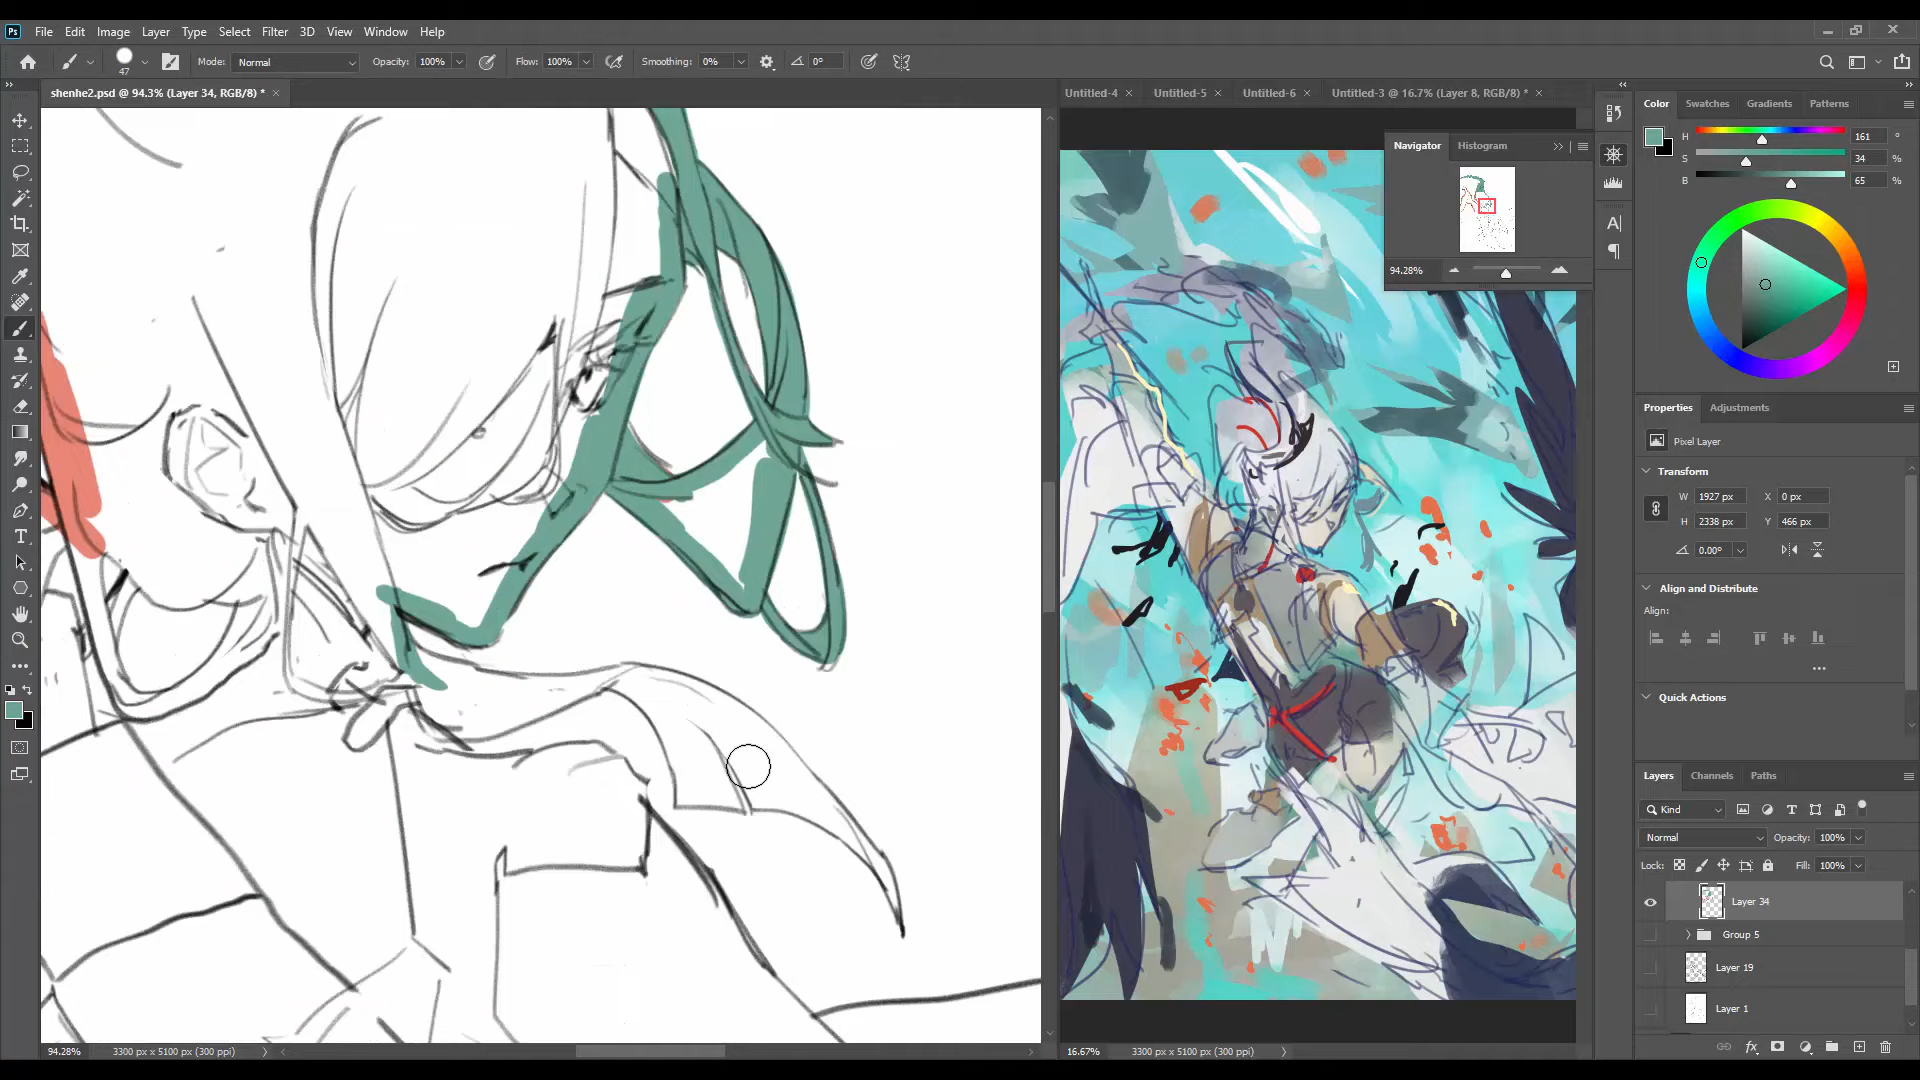 Ps File Edit Image Layer Type Select Filter 3D View Window Help
47 Mode: Normal Opacity: 100% Flow: 100% Smoothing: 0% 0°
shenhe2.psd @ 94.3% (Layer 34, RGB/8) * ×
Untitled-4 × Untitled-5 × Untitled-6 × Untitled-3 @ 16.7% (Layer 8, RGB/8) * ×
Navigator Histogram
94.28%
Color Swatches Gradients Patterns
H 161 °
S 34 %
B 65 %
Properties Adjustments
Pixel Layer
Transform
W 1927 px X 0 px
H 2338 px Y 466 px
0.00°
Align and Distribute
Align:
Quick Actions
Layers Channels Paths
Kind
Normal Opacity: 100%
Lock: Fill: 100%
Layer 34
Group 5
Layer 19
Layer 1
94.28% 3300 px x 5100 px (300 ppi)
16.67% 3300 px x 5100 px (300 ppi)